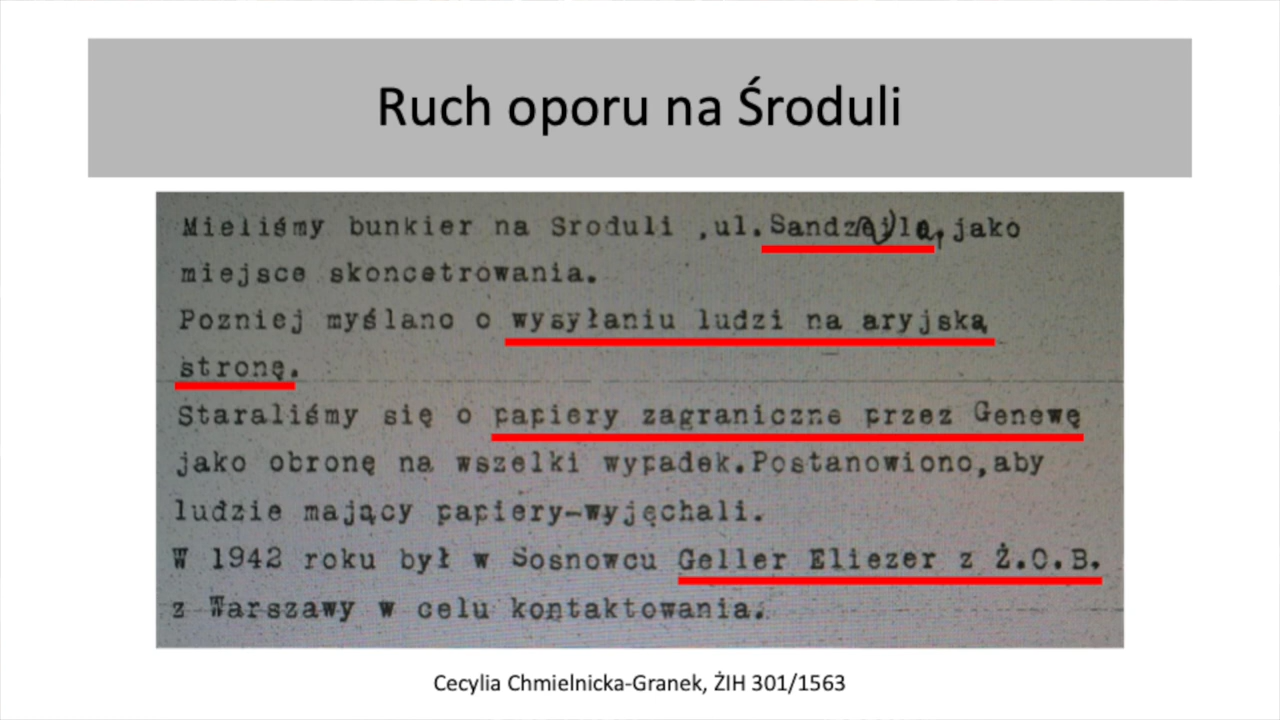 Ruch oporu na Środuli
Mieliśmy bunkier na Sroduli ,ul. jako
miejsce skoncetrowania.
Pozniej myślano o wysyłaniu ludzi na aryjską
stronę.
Staraliśmy się o papiery zagraniczne przez Genewę
jako obronę na wszelki wypadek.Postanowiono,aby
ludzie mający papiery-wyjęchali.
W 1942 roku był w Sosnowcu Geller Eliezer z Ż.O.B.
z Warszawy w celu kontaktowania.
Cecylia Chmielnicka-Granek, ŻIH 301/1563